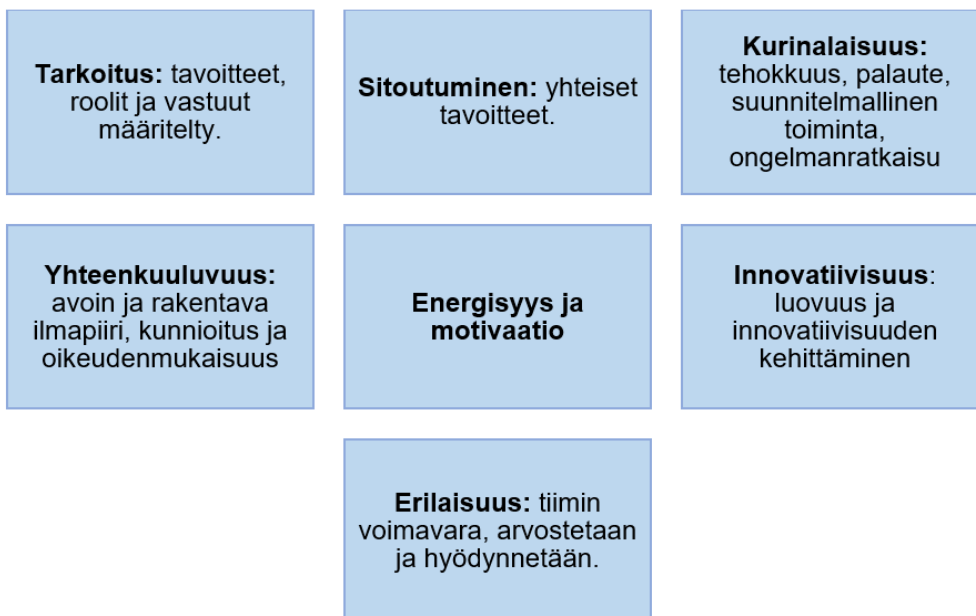 Tarkoitus: tavoitteet,
roolit ja vastuut
määritelty.
Sitoutuminen: yhteiset
tavoitteet.
Kurinalaisuus:
tehokkuus, palaute,
suunnitelmallinen
toiminta,
ongelmanratkaisu
Yhteenkuuluvuus:
avoin ja rakentava
ilmapiiri, kunnioitus ja
oikeudenmukaisuus
Energisyys ja
motivaatio
Innovatiivisuus:
luovuus ja
innovatiivisuuden
kehittäminen
Erilaisuus: tiimin
voimavara, arvostetaan
ja hyödynnetään.